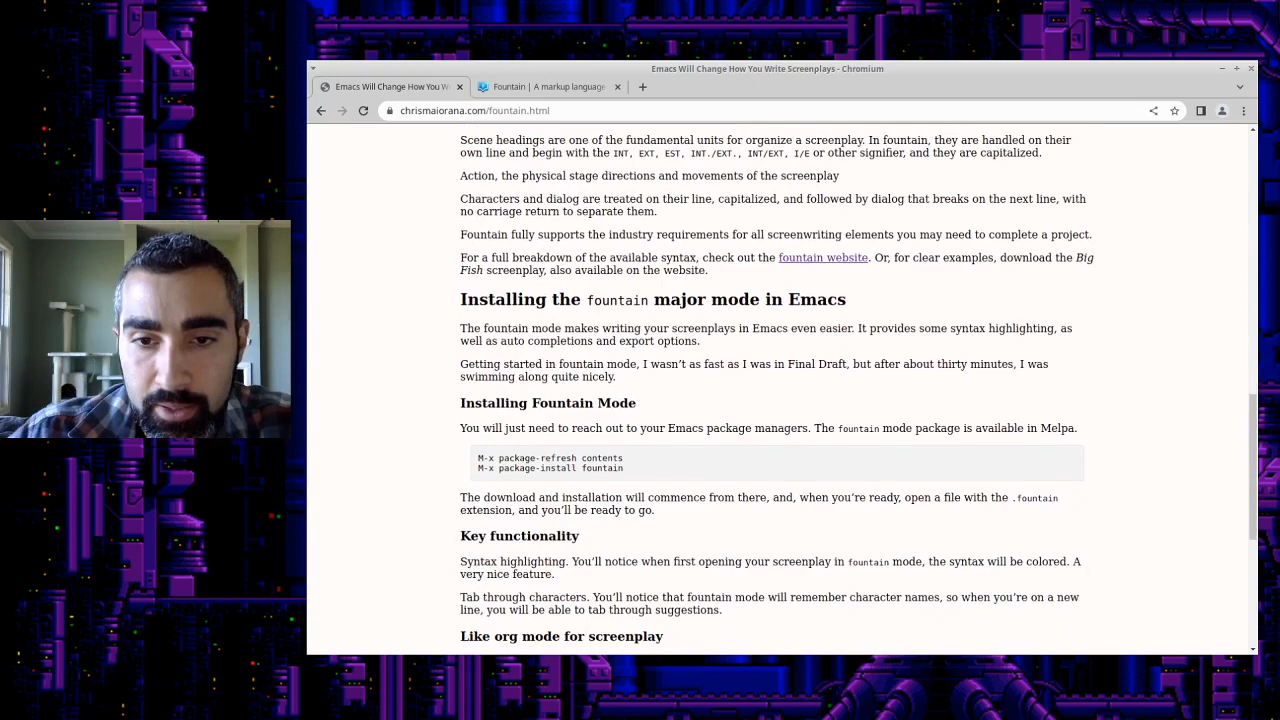 Emacs Will Change How You Write Screenplays - Chromium
Emacs Will Change How You W
Fountain | A markup language
chrismaiorana.com/fountain.html
Scene headings are one of the fundamental units for organize a screenplay. In fountain, they are handled on their
own line and begin with the INT, EXT, EST, INT./EXT., INT/EXT, I/E or other signifier, and they are capitalized.
Action, the physical stage directions and movements of the screenplay
Characters and dialog are treated on their line, capitalized, and followed by dialog that breaks on the next line, with
no carriage return to separate them.
Fountain fully supports the industry requirements for all screenwriting elements you may need to complete a project.
For a full breakdown of the available syntax, check out the fountain website. Or, for clear examples, download the Big
Fish screenplay, also available on the website.
Installing the fountain major mode in Emacs
The fountain mode makes writing your screenplays in Emacs even easier. It provides some syntax highlighting, as
well as auto completions and export options.
Getting started in fountain mode, I wasn't as fast as I was in Final Draft, but after about thirty minutes, I was
swimming along quite nicely.
Installing Fountain Mode
You will just need to reach out to your Emacs package managers. The fountain mode package is available in Melpa.
M-x package-refresh contents
M-x package-install fountain
The download and installation will commence from there, and, when you're ready, open a file with the .fountain
extension, and you'll be ready to go.
Key functionality
Syntax highlighting. You'll notice when first opening your screenplay in fountain mode, the syntax will be colored. A
very nice feature.
Tab through characters. You'll notice that fountain mode will remember character names, so when you're on a new
line, you will be able to tab through suggestions.
Like org mode for screenplay